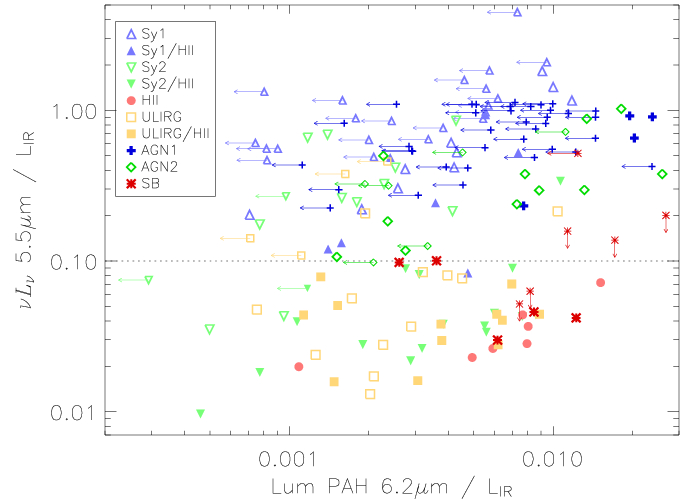 Sy1
Sy1/HII
Sy2
Sy2/HII
HII
ULIRG
ULIRG/HII
AGN1
AGN2
SB
1.00
0.10
0.01
νLν 5.5μm / LIR
0.001
0.010
Lum PAH 6.2μm / LIR